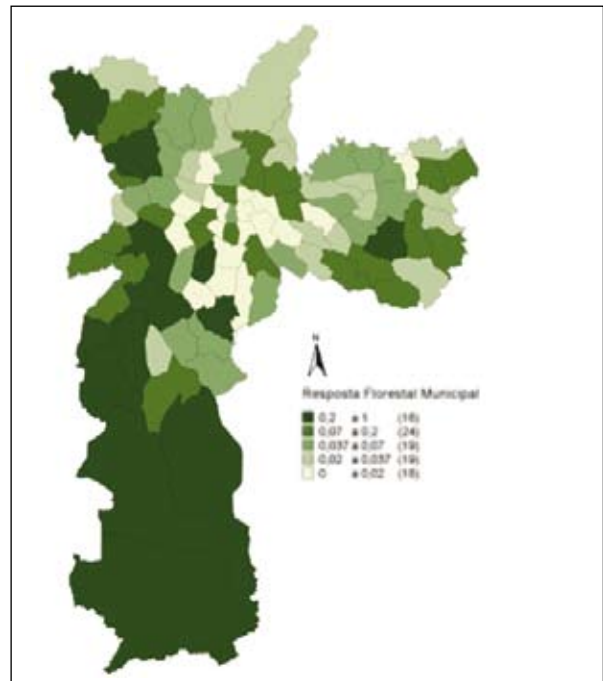 N
Resposta Florestal Municipal
0,2 a 1 (16)
0,07 a 0,2 (24)
0,037 a 0,07 (19)
0,02 a 0,037 (19)
0 a 0,02 (18)